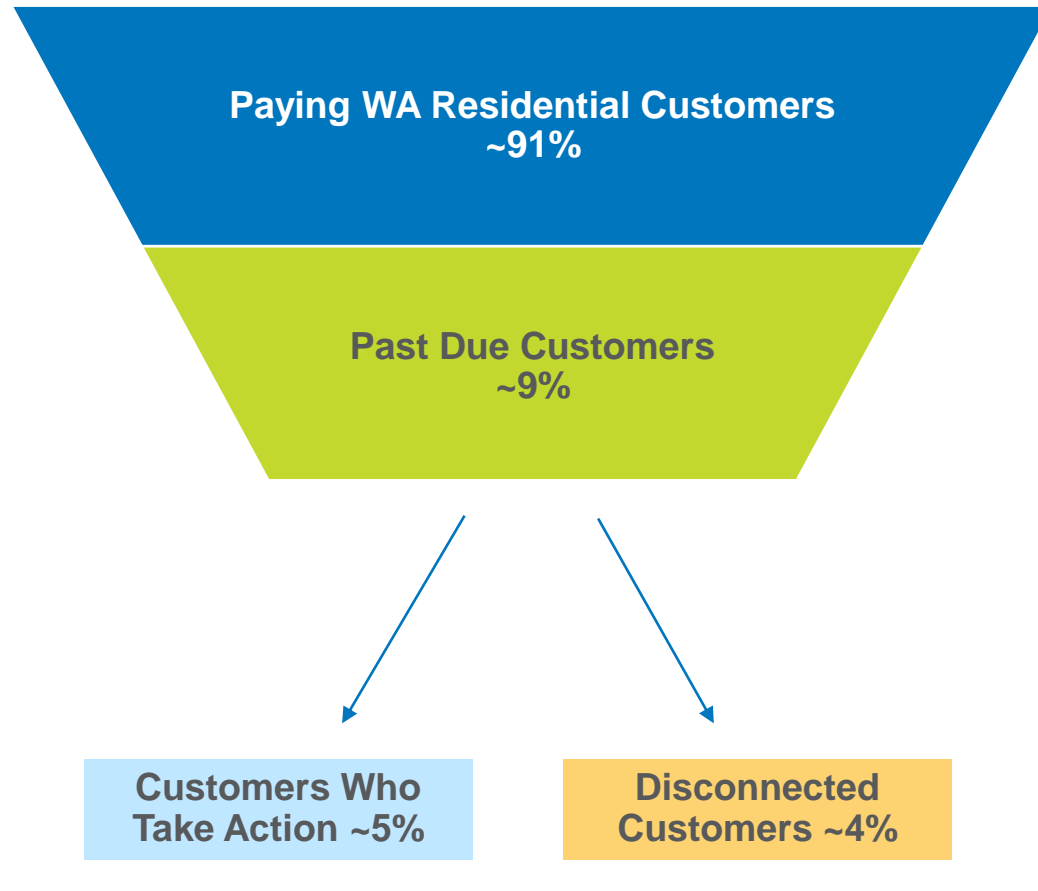 Paying WA Residential Customers
~91%
Past Due Customers
~9%
Customers Who
Take Action ~5%
Disconnected
Customers ~4%